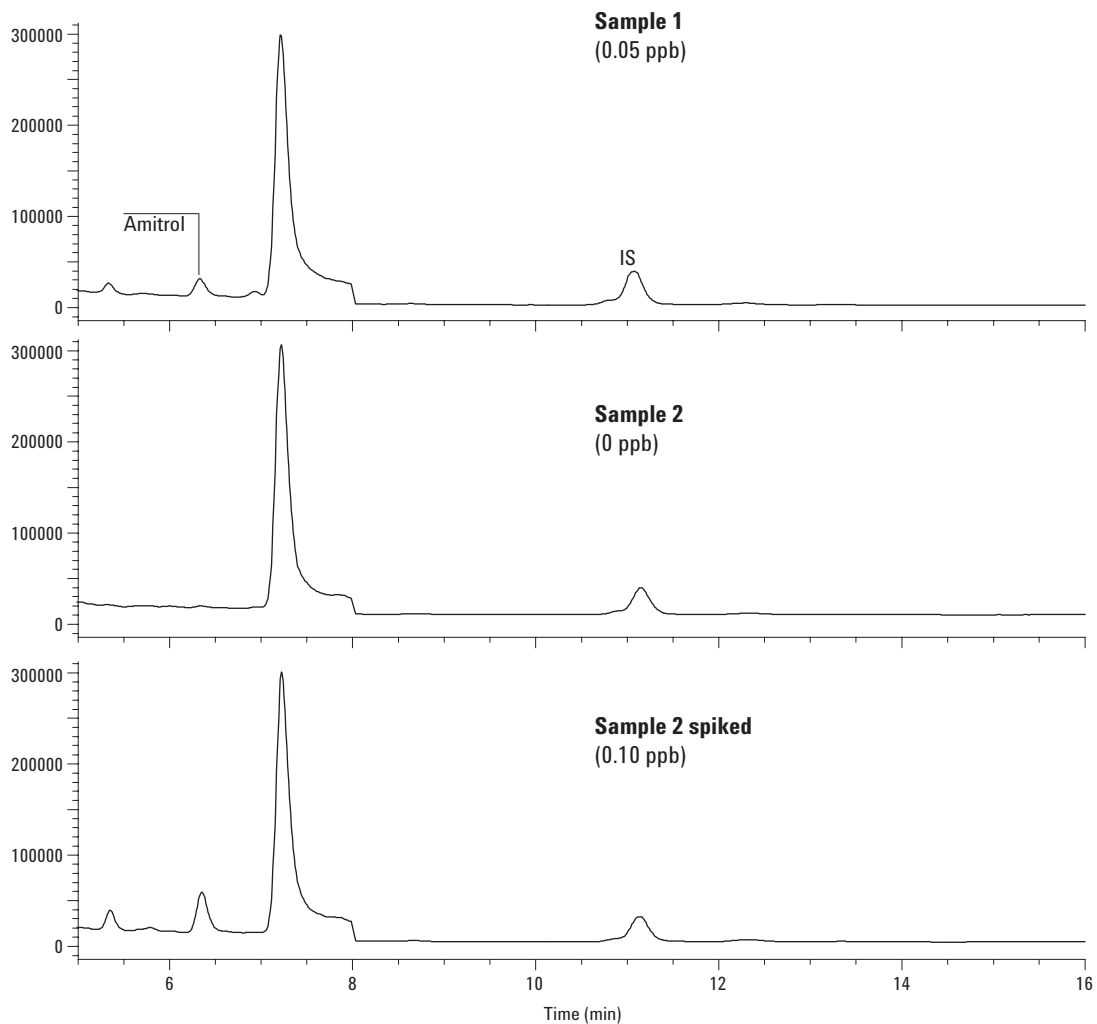 Sample 1
(0.05 ppb)
300000
200000
Amitrol
100000
IS
0
300000
Sample 2
(0 ppb)
200000
100000
0
300000
Sample 2 spiked
(0.10 ppb)
200000
100000
0
6 8 10 12 14 16
Time (min)